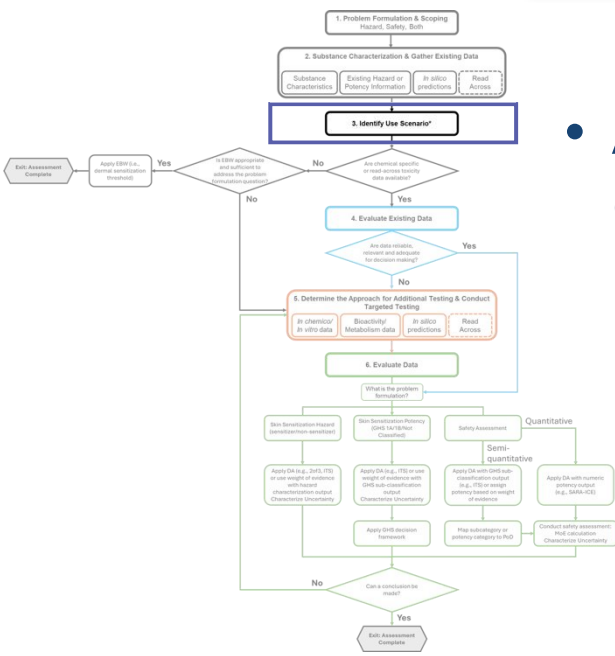 1. Problem Formulation & Scoping
Hazard, Safety, Both
2. Substance Characterization & Gather Existing Data
Substance
Characteristics
Existing Hazard or
Potency Information
In silico
predictions
Read
Across
3. Identify Use Scenario*
Exit: Assessment
Complete
Apply EBW (i.e.,
dermal sensitization
threshold)
Yes
Is EBW appropriate
and sufficient to
address the problem
formulation question?
No
Are chemical specific
or read-across toxicity
data available?
No
Yes
4. Evaluate Existing Data
Are data reliable,
relevant and adequate
for decision making?
Yes
No
5. Determine the Approach for Additional Testing & Conduct
Targeted Testing
In chemico/
In vitro data
Bioactivity/
Metabolism data
In silico
predictions
Read
Across
6. Evaluate Data
What is the problem
formulation?
Skin Sensitization Hazard
(sensitizer/non-sensitizer)
Skin Sensitization Potency
(GHS 1A/1B/Not
Classified)
Safety Assessment
Quantitative
Semi-
quantitative
Apply DA (e.g., 2of3, ITS)
or use weight of evidence
with hazard
characterization output
Characterize Uncertainty
Apply DA (e.g., ITS) or use
weight of evidence with
GHS sub-classification
output
Characterize Uncertainty
Apply DA with GHS sub-
classification output
(e.g., ITS) or assign
potency based on weight
of evidence
Apply DA with numeric
potency output
(e.g., SARA-ICE)
Apply GHS decision
framework
Map subcategory or
potency category to PoD
Conduct safety assessment:
MoE calculation
Characterize Uncertainty
No
Can a conclusion be
made?
Yes
Exit: Assessment
Complete